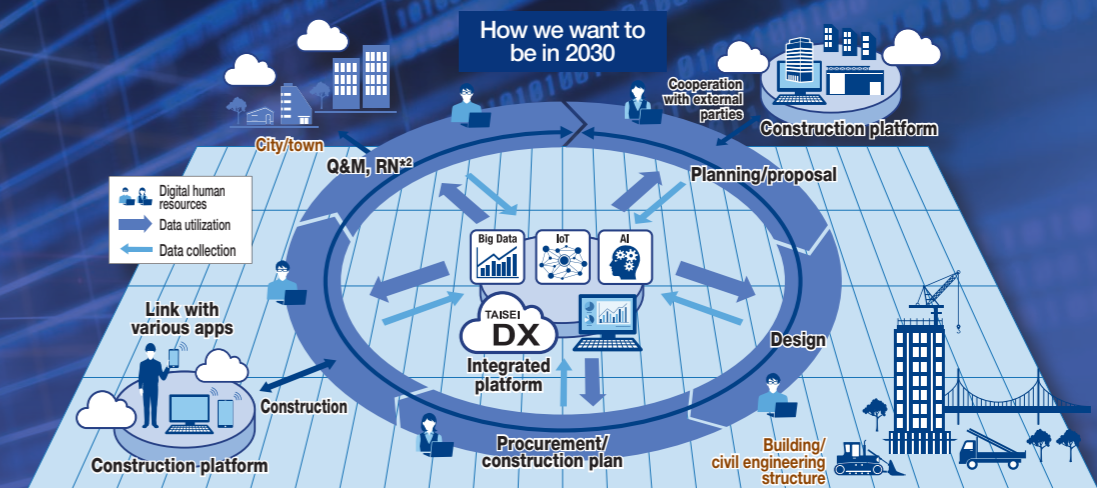 How we want to
be in 2030
Cooperation
with external
parties
Construction platform
City/town
Q&M, RN*2
Planning/proposal
Digital human
resources
Data utilization
Data collection
Big Data
IoT
AI
TAISEI
DX
Integrated
platform
Link with
various apps
Design
Construction
Construction platform
Procurement/
construction plan
Building/
civil engineering
structure